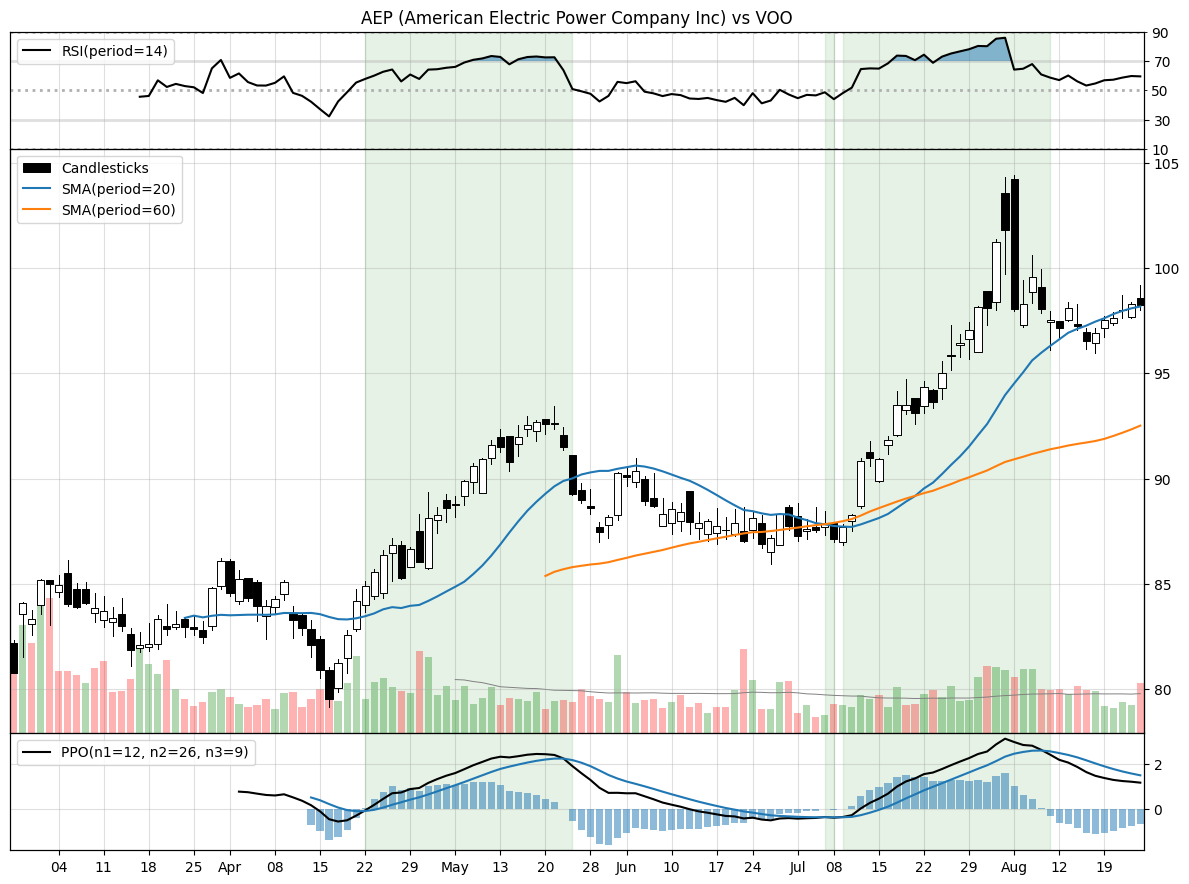 AEP (American Electric Power Company Inc) vs VOO
RSI(period=14)
90
70
50
30
10
Candlesticks
SMA(period=20)
SMA(period=60)
105
100
95
90
85
80
PPO(n1=12, n2=26, n3=9)
2
0
04 11 18 25 Apr 08 15 22 29 May 13 20 28 Jun 10 17 24 Jul 08 15 22 29 Aug 12 19